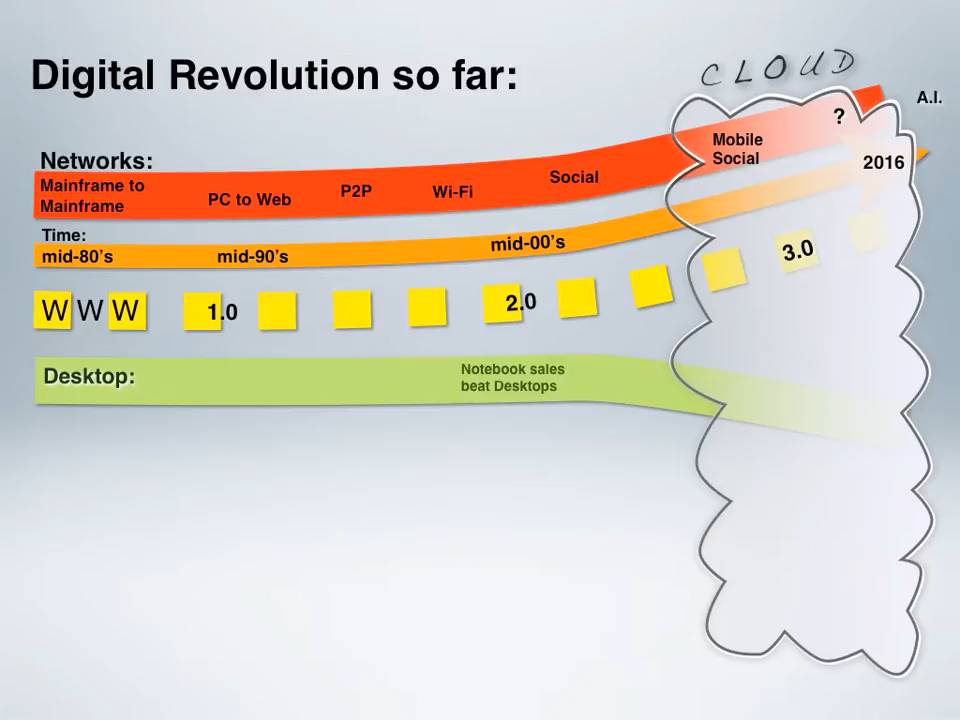 Digital Revolution so far:
CLOUD
A.I.
?
Networks:
Mainframe to
Mainframe
PC to Web
P2P
Wi-Fi
Social
Mobile
Social
2016
Time:
mid-80's
mid-90's
mid-00's
W W W
1.0
2.0
3.0
Desktop:
Notebook sales
beat Desktops